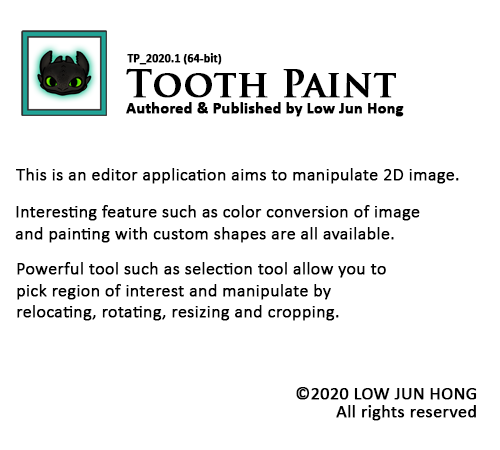 TP_2020.1 (64-bit)
TOOTH PAINT
Authored & Published by Low Jun Hong
This is an editor application aims to manipulate 2D image.
Interesting feature such as color conversion of image
and painting with custom shapes are all available.
Powerful tool such as selection tool allow you to
pick region of interest and manipulate by
relocating, rotating, resizing and cropping.
©2020 LOW JUN HONG
All rights reserved